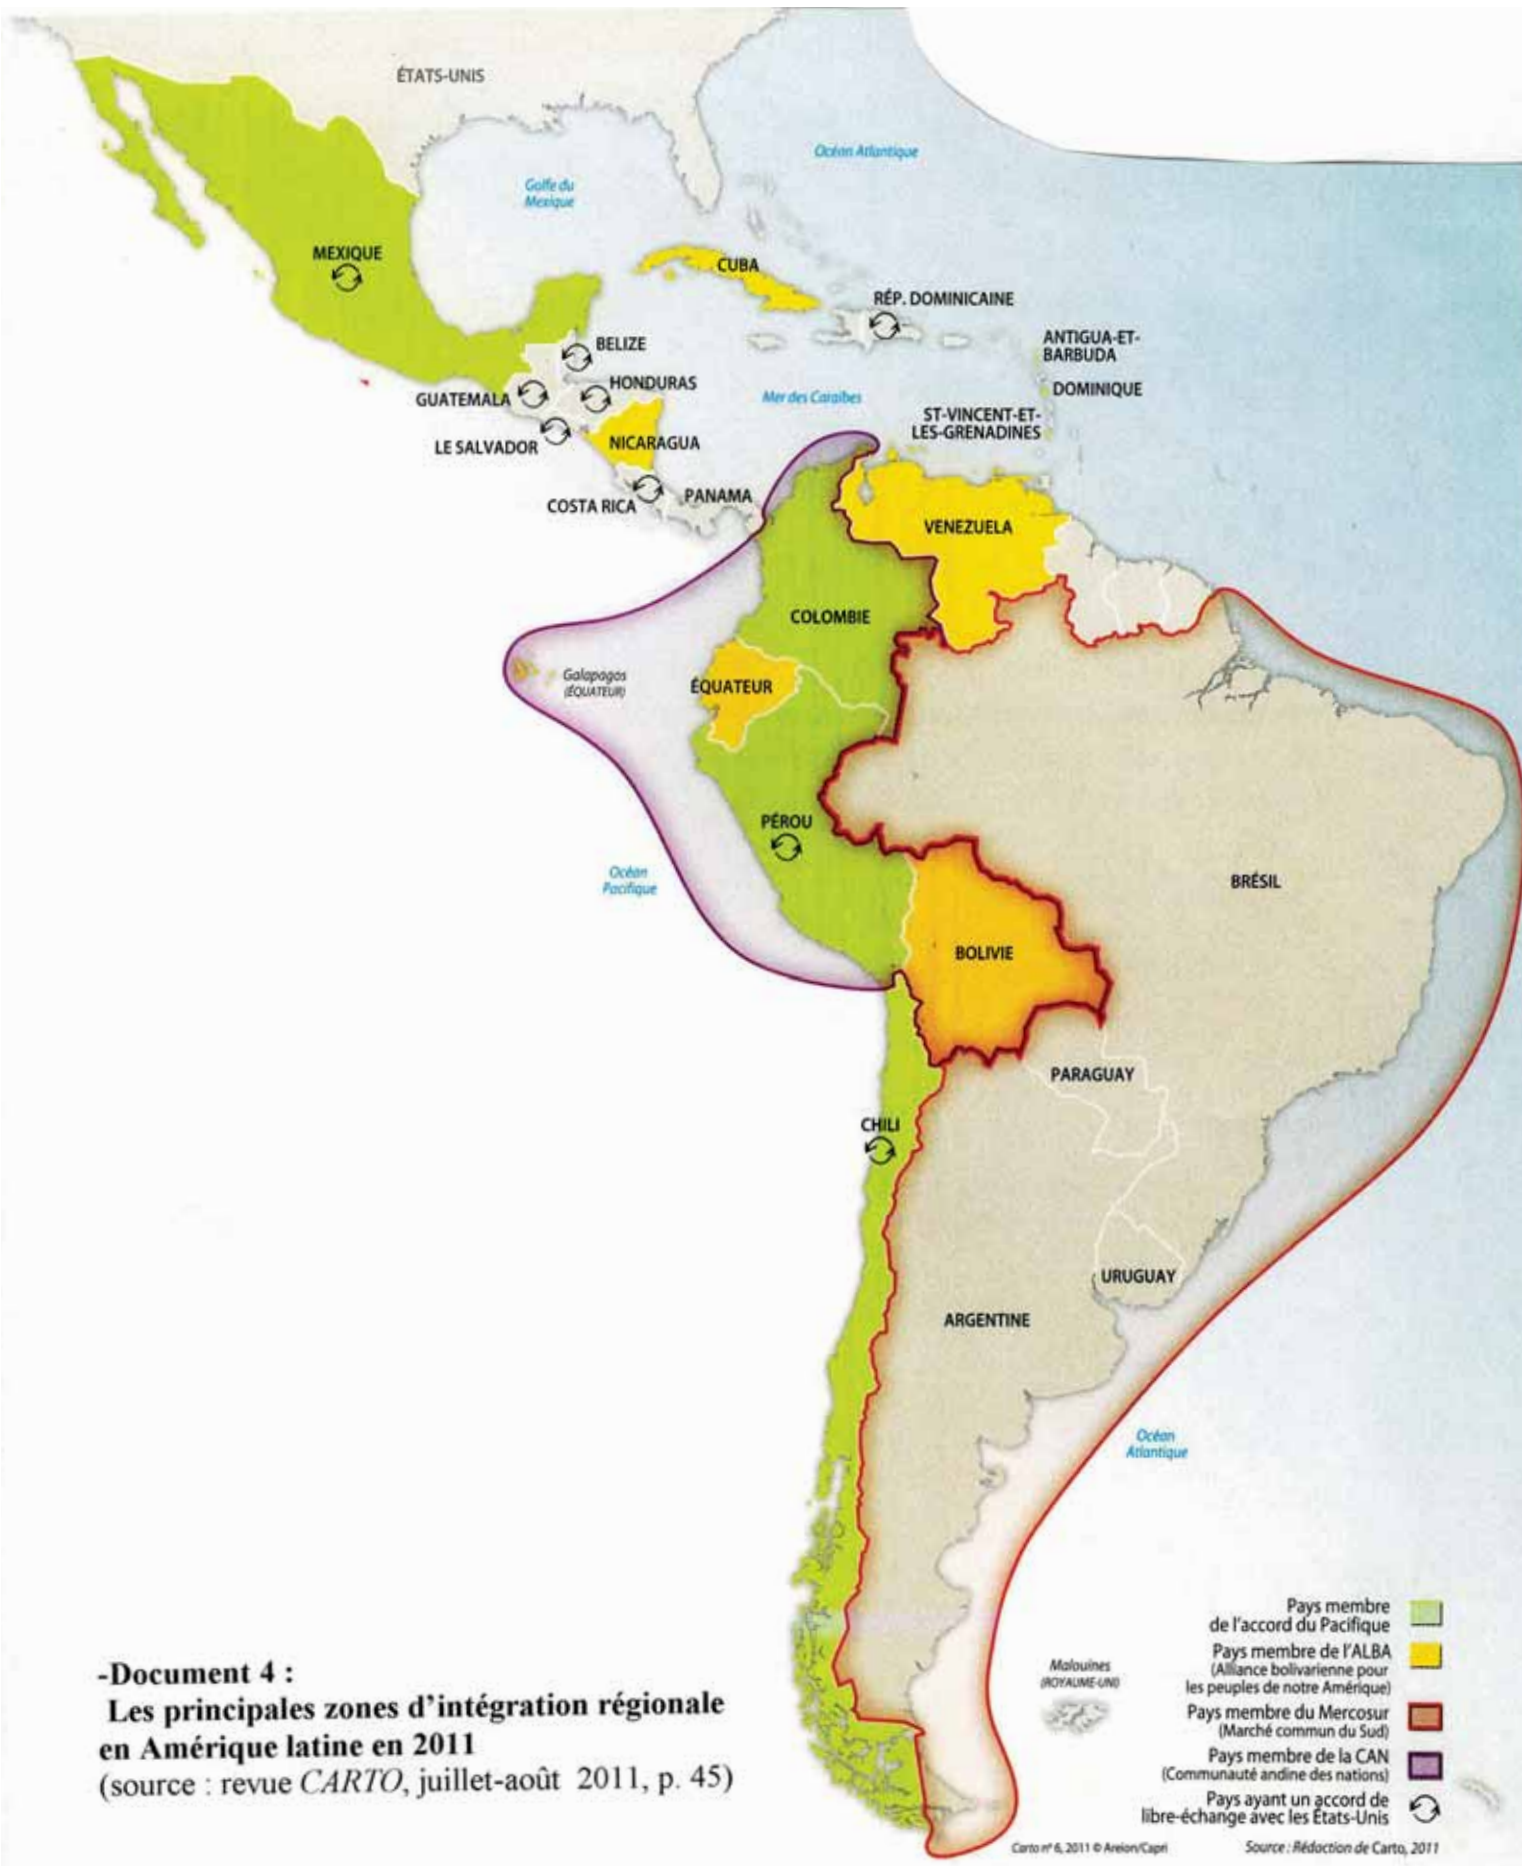 ÉTATS-UNIS
Océan Atlantique
Golfe du
Mexique
MEXIQUE
CUBA
RÉP. DOMINICAINE
ANTIGUA-ET-
BARBUDA
BELIZE
HONDURAS
GUATEMALA
DOMINIQUE
Mer des Caraïbes
ST-VINCENT-ET-
LES-GRENADINES
LE SALVADOR
NICARAGUA
COSTA RICA
PANAMA
VENEZUELA
COLOMBIE
Galapagos
(ÉQUATEUR)
ÉQUATEUR
PÉROU
Océan
Pacifique
BRÉSIL
BOLIVIE
PARAGUAY
CHILI
URUGUAY
ARGENTINE
Océan
Atlantique
Malouines
(ROYAUME-UNI)
-Document 4 :
Les principales zones d'intégration régionale
en Amérique latine en 2011
(source : revue CARTO, juillet-août 2011, p. 45)
Pays membre
de l'accord du Pacifique
Pays membre de l'ALBA
(Alliance bolivarienne pour
les peuples de notre Amérique)
Pays membre du Mercosur
(Marché commun du Sud)
Pays membre de la CAN
(Communauté andine des nations)
Pays ayant un accord de
libre-échange avec les États-Unis
Carto n° 6, 2011 © Areion/Capri
Source : Rédaction de Carto, 2011